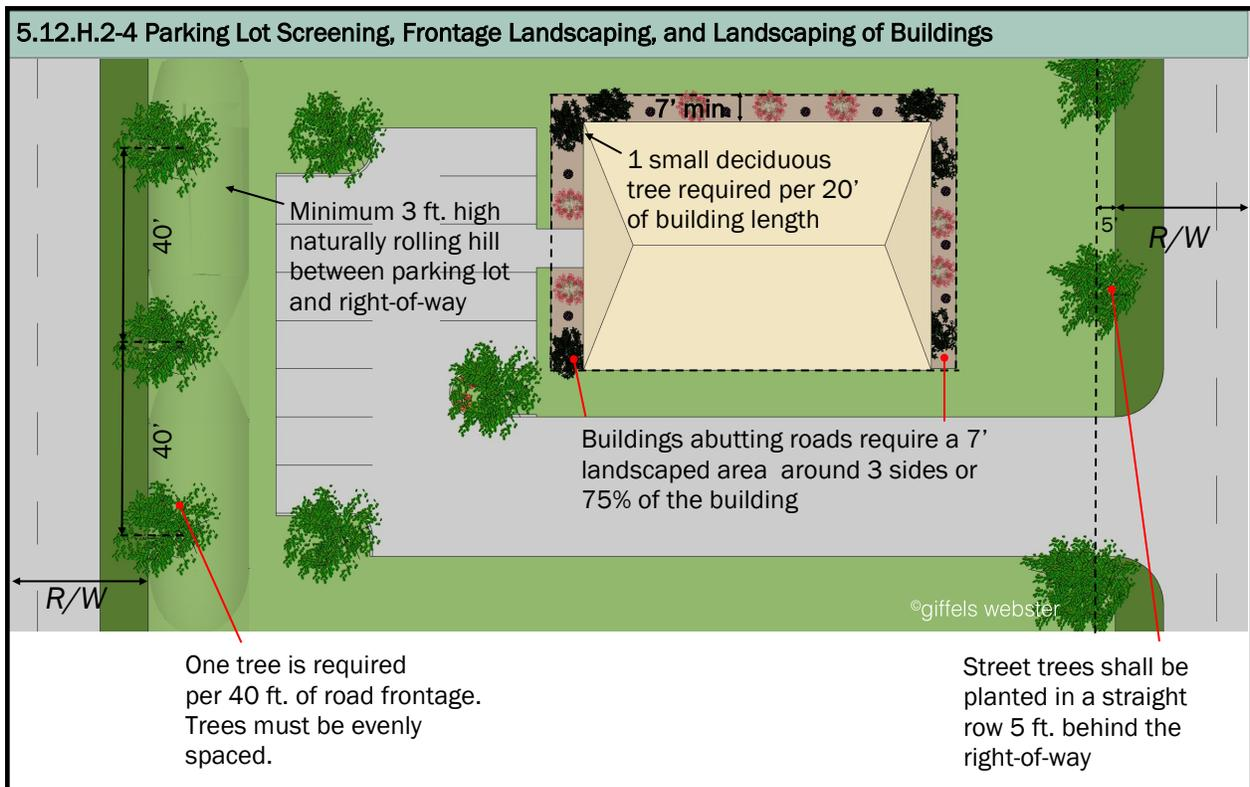 5.12.H.2-4 Parking Lot Screening, Frontage Landscaping, and Landscaping of Buildings
7’ min
1 small deciduous
tree required per 20’
of building length
Minimum 3 ft. high
naturally rolling hill
between parking lot
and right-of-way
40’
40’
5’
R/W
R/W
Buildings abutting roads require a 7’
landscaped area around 3 sides or
75% of the building
©giffels webster
One tree is required
per 40 ft. of road frontage.
Trees must be evenly
spaced.
Street trees shall be
planted in a straight
row 5 ft. behind the
right-of-way